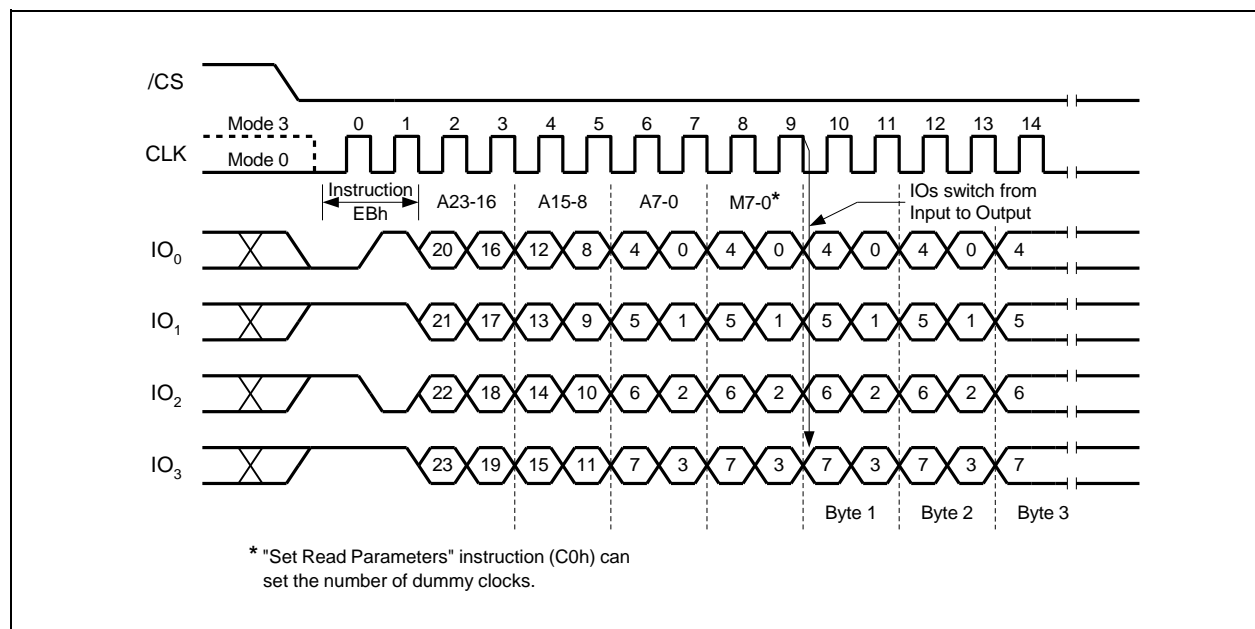 /CS
Mode 3 0 1 2 3 4 5 6 7 8 9 10 11 12 13 14
CLK
Mode 0
Instruction EBh A23-16 A15-8 A7-0 M7-0* IOs switch from
Input to Output
IO0 20 16 12 8 4 0 4 0 4 0 4 0 4
IO1 21 17 13 9 5 1 5 1 5 1 5 1 5
IO2 22 18 14 10 6 2 6 2 6 2 6 2 6
IO3 23 19 15 11 7 3 7 3 7 3 7 3 7
Byte 1 Byte 2 Byte 3
* "Set Read Parameters" instruction (C0h) can
set the number of dummy clocks.